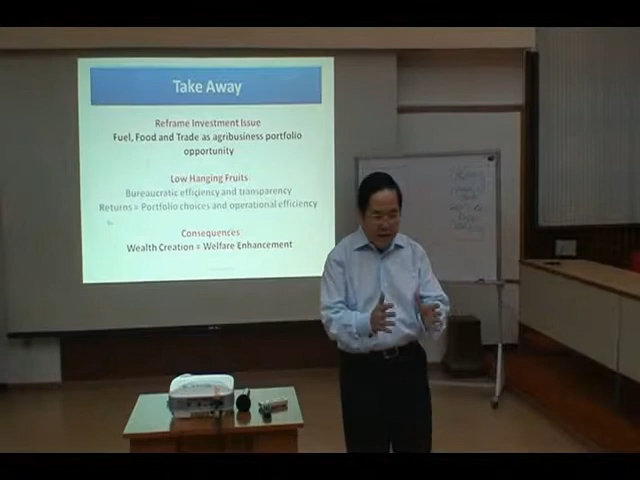 Take Away
Reframe Investment Issue
Fuel, Food and Trade as agribusiness portfolio
opportunity
Low Hanging Fruits
Bureaucratic efficiency and transparency
Returns = Portfolio choices and operational efficiency
Consequences
Wealth Creation = Welfare Enhancement